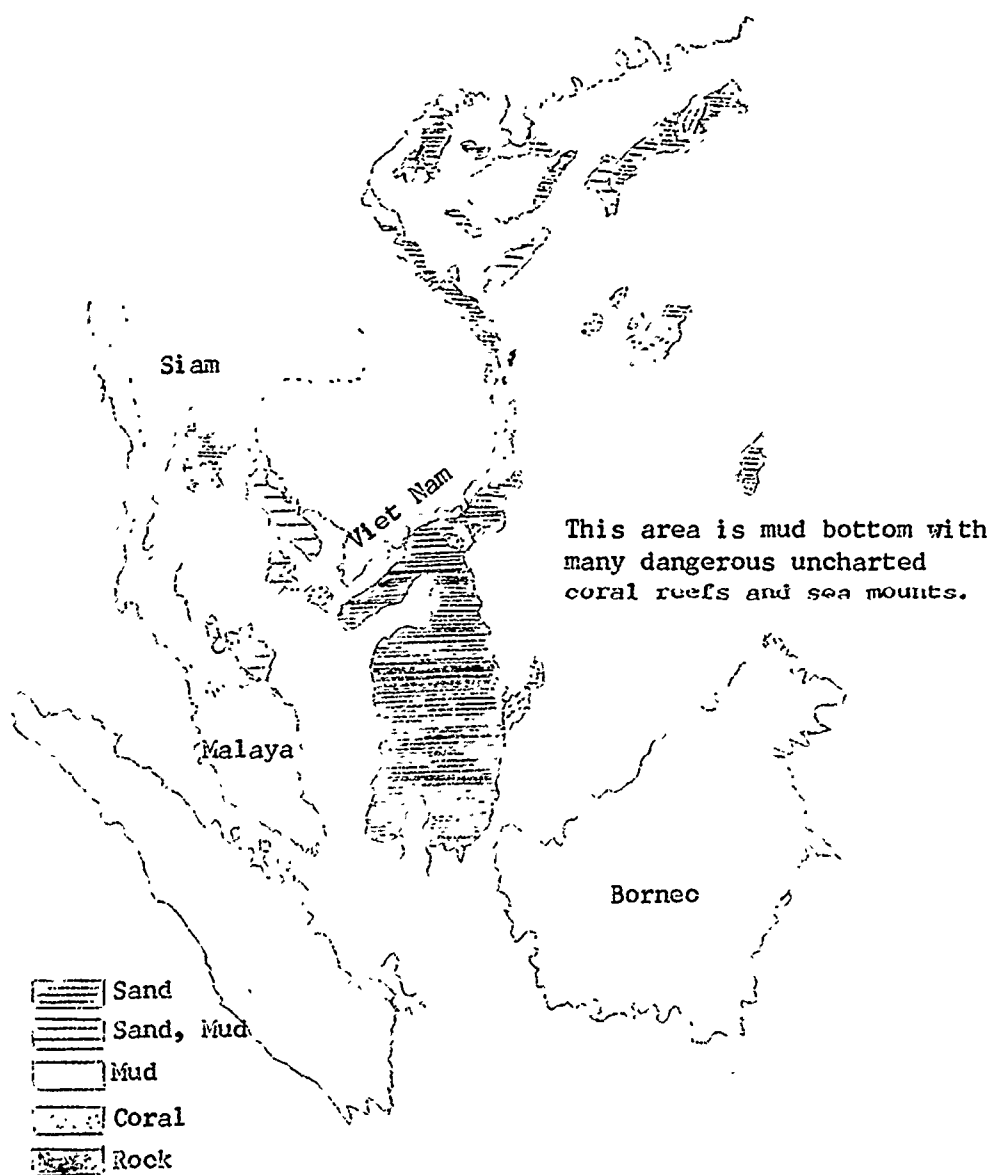 Siam
Viet Nam
This area is mud bottom with
many dangerous uncharted
coral reefs and sea mounts.
Malaya
Borneo
Sand
Sand, Mud
Mud
Coral
Rock